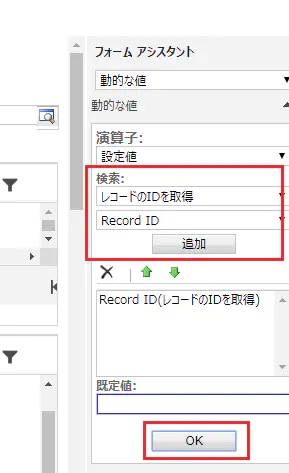 フォーム アシスタント
動的な値
動的な値
演算子:
設定値
検索:
レコードのIDを取得
Record ID
追加
Record ID(レコードのIDを取得)
既定値:
OK